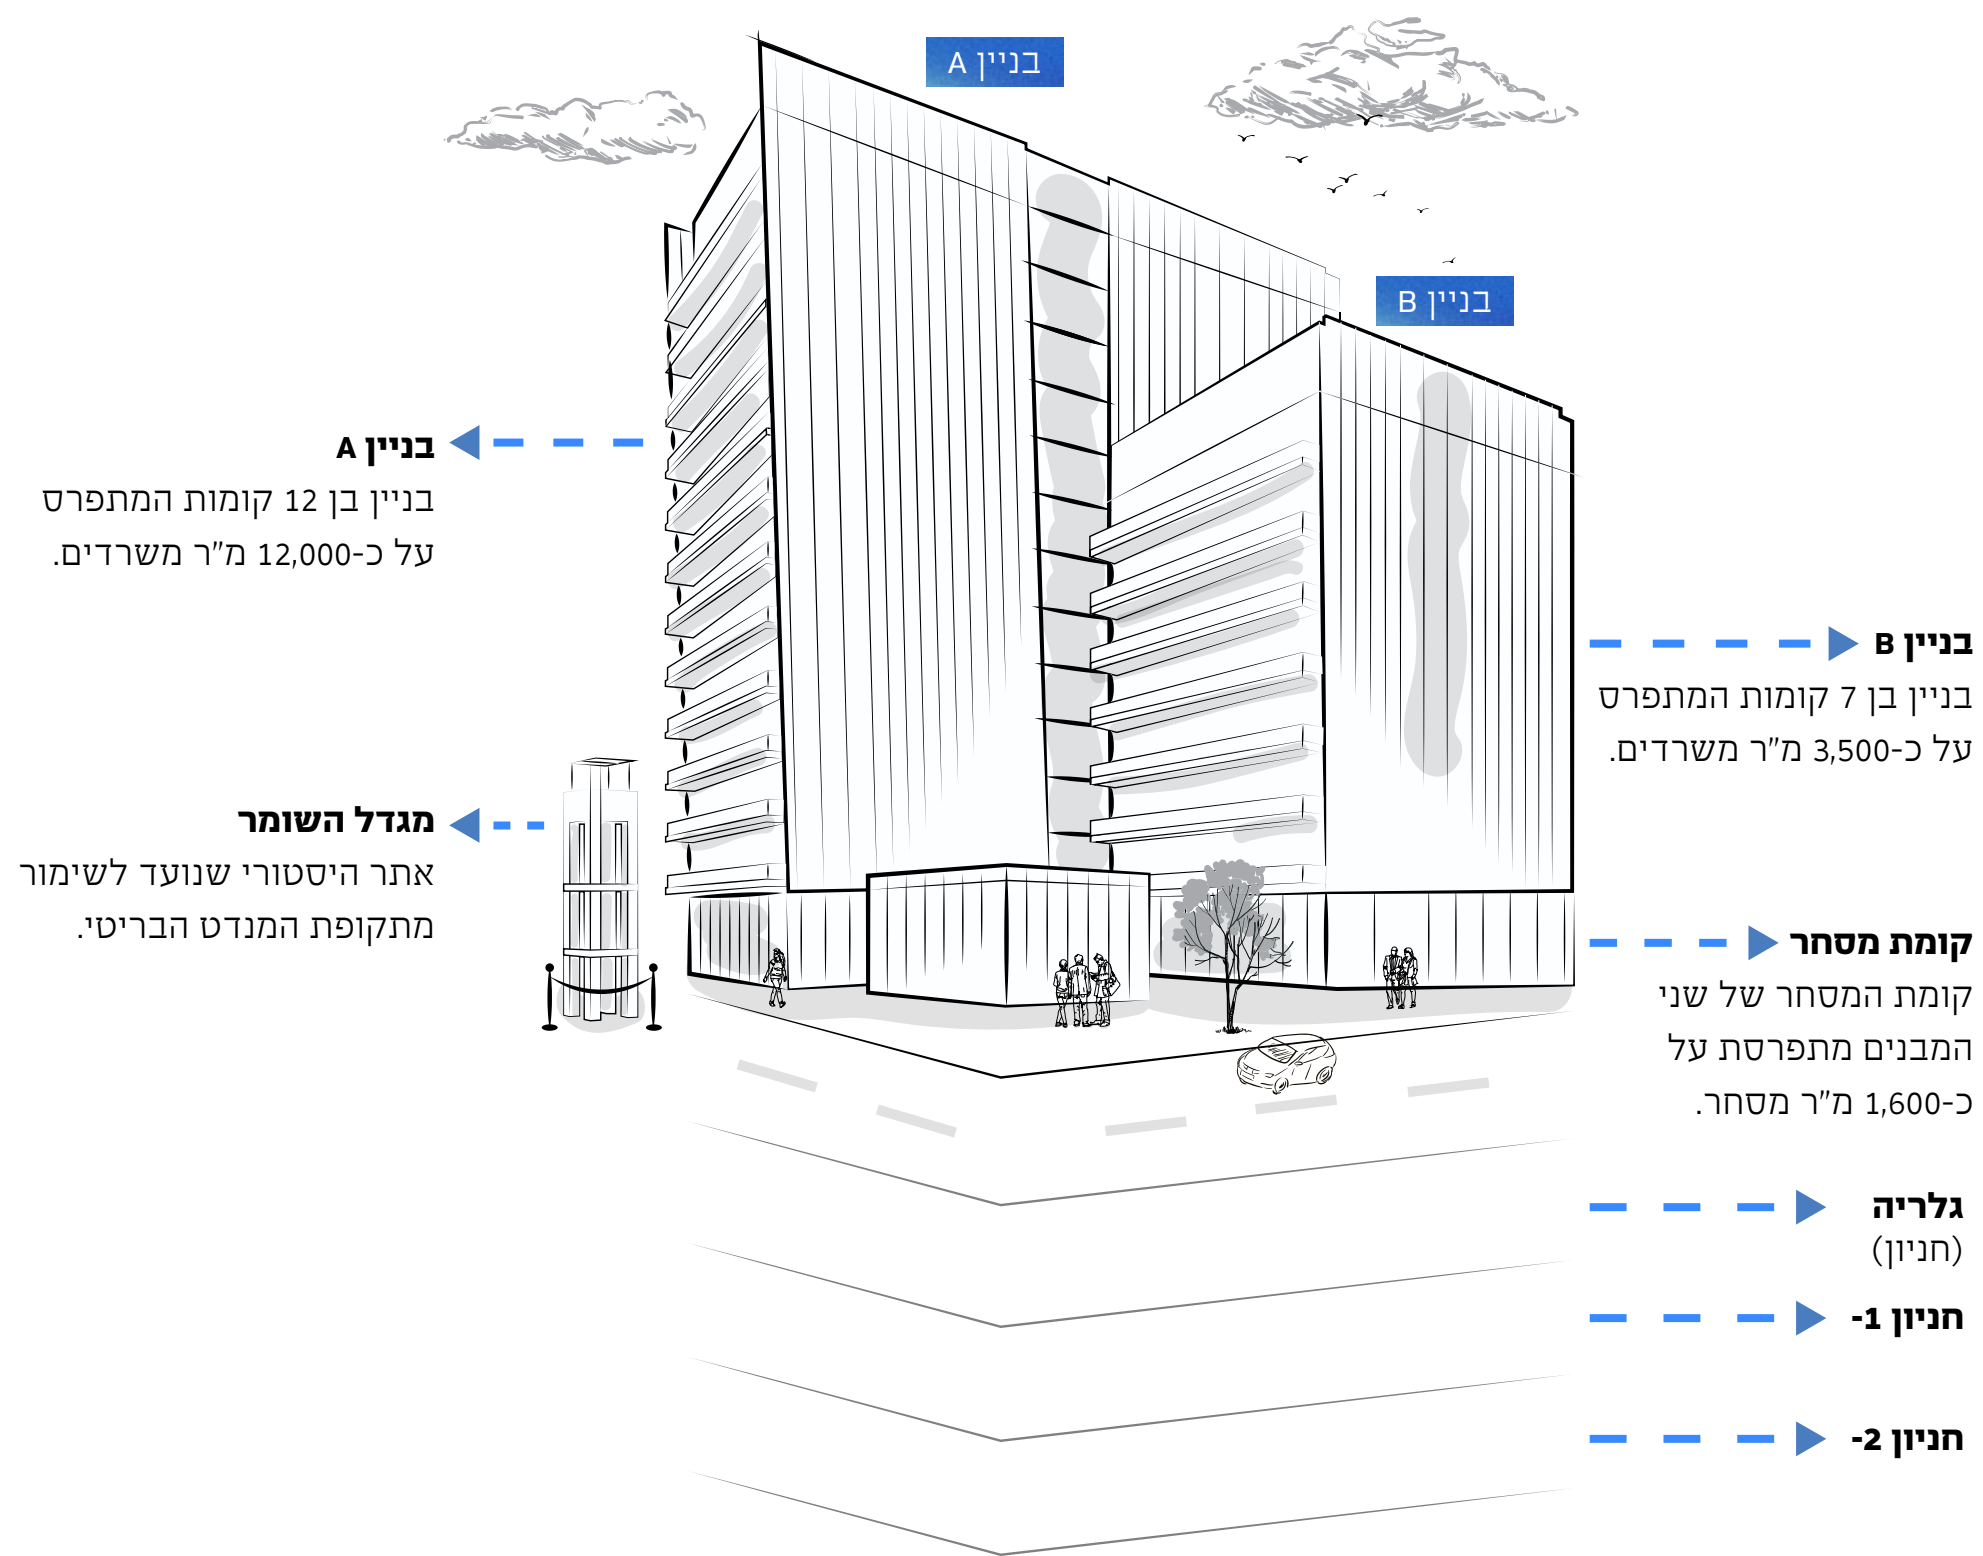 בניין A
בניין B
בניין A
בניין בן 12 קומות המתפרס
על כ-12,000 מ"ר משרדים.
מגדל השומר
אתר היסטורי שנועד לשימור
מתקופת המנדט הבריטי.
בניין B
בניין בן 7 קומות המתפרס
על כ-3,500 מ"ר משרדים.
קומת מסחר
קומת המסחר של שני
המבנים מתפרסת על
כ-1,600 מ"ר מסחר.
גלריה
(חניון)
חניון 1-
חניון 2-